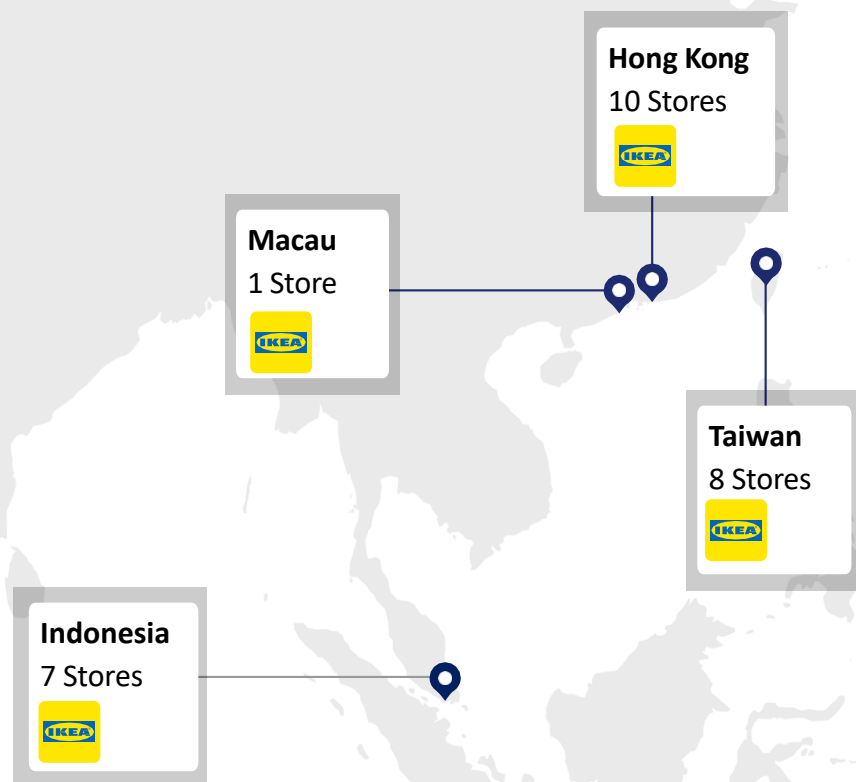 Hong Kong
10 Stores
IKEA
Macau
1 Store
IKEA
Taiwan
8 Stores
IKEA
Indonesia
7 Stores
IKEA